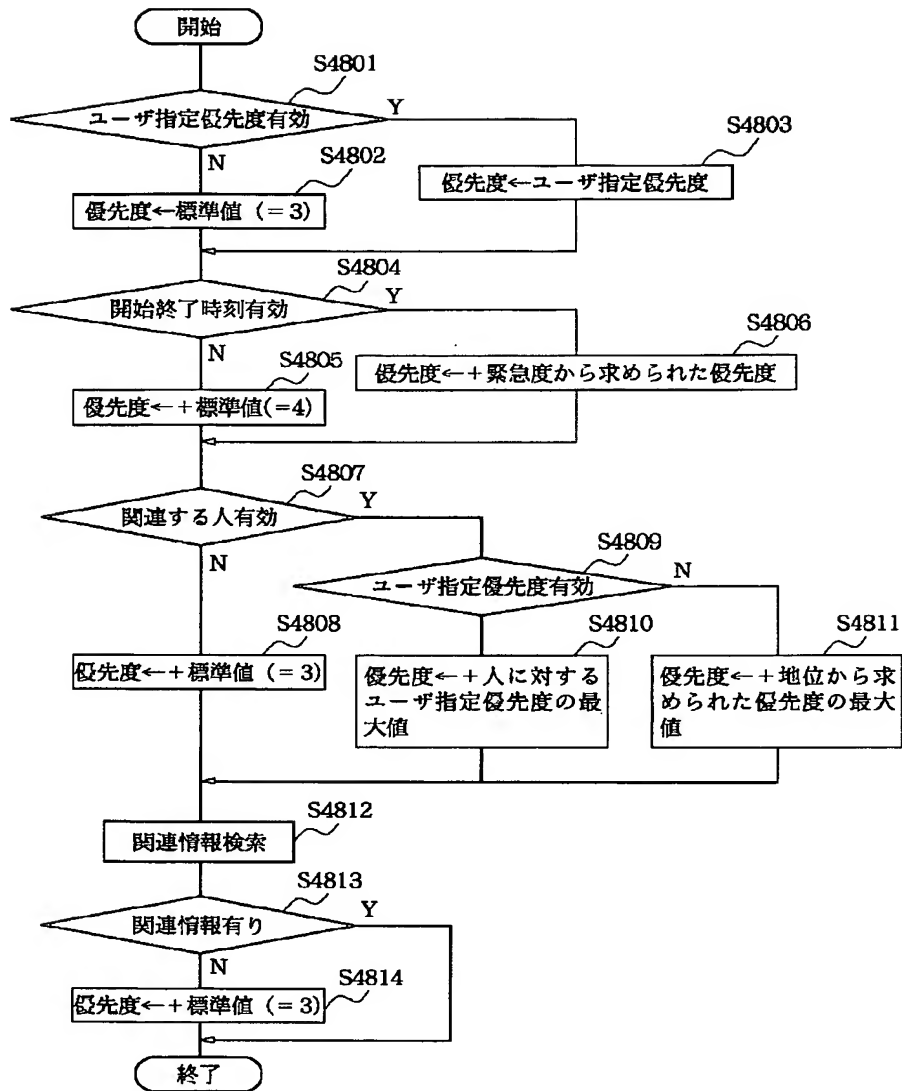 開始
S4801
ユーザ指定優先度有効
Y
N
S4802
S4803
優先度←標準値 (=3)
優先度←ユーザ指定優先度
S4804
開始終了時刻有効
Y
N
S4805
S4806
優先度←+標準値(=4)
優先度←+緊急度から求められた優先度
S4807
関連する人有効
Y
N
S4809
ユーザ指定優先度有効
N
S4808
S4810
S4811
優先度←+標準値 (=3)
優先度←+人に対する
ユーザ指定優先度の最
大値
優先度←+地位から求
められた優先度の最大
値
S4812
関連情報検索
S4813
関連情報有り
Y
N
S4814
優先度←+標準値 (=3)
終了